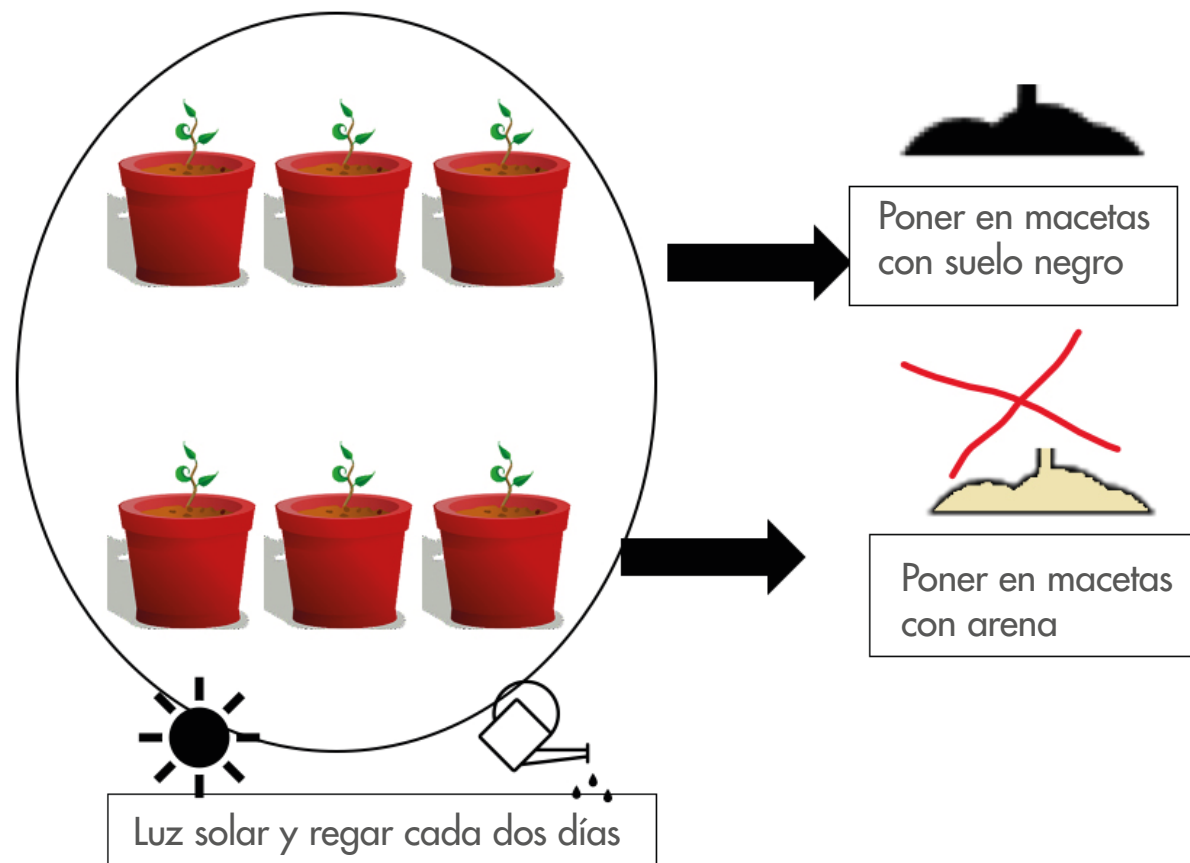 Poner en macetas
con suelo negro
Poner en macetas
con arena
Luz solar y regar cada dos días